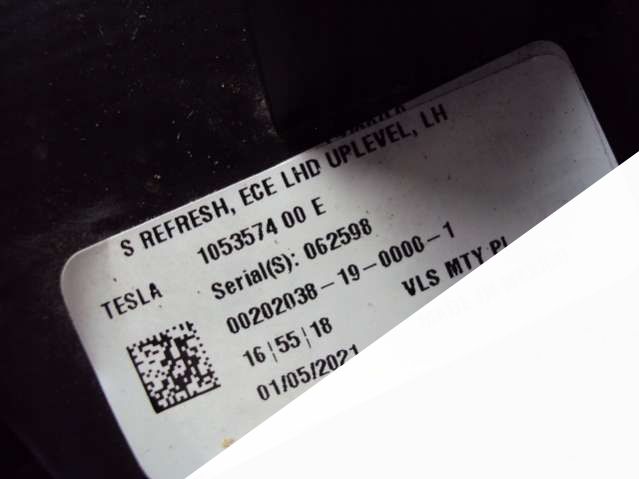 S REFRESH, ECE LHD UPLEVEL, LH
TESLA 1053574 00 E
Serial(S): 062598
00202038-19-0000-1
16|55|18 VLS MTY
01/05/2021